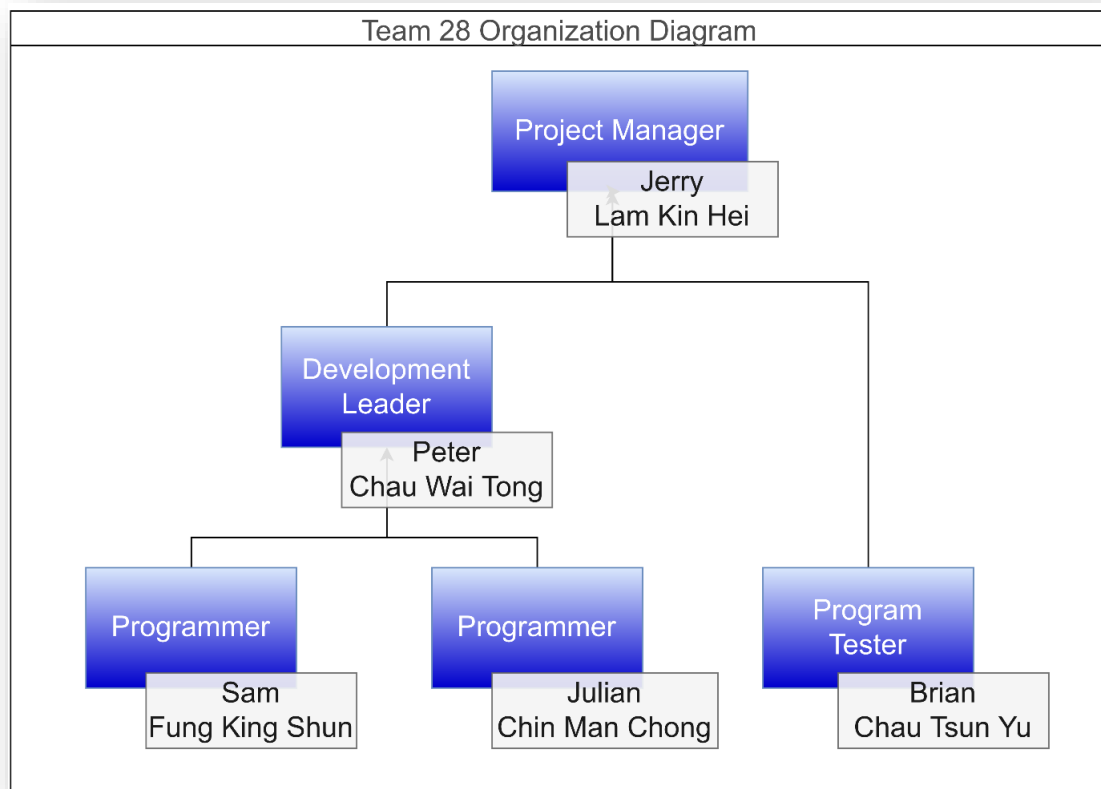 Team 28 Organization Diagram
Project Manager
Jerry
Lam Kin Hei
Development
Leader
Peter
Chau Wai Tong
Programmer
Sam
Fung King Shun
Programmer
Julian
Chin Man Chong
Program
Tester
Brian
Chau Tsun Yu